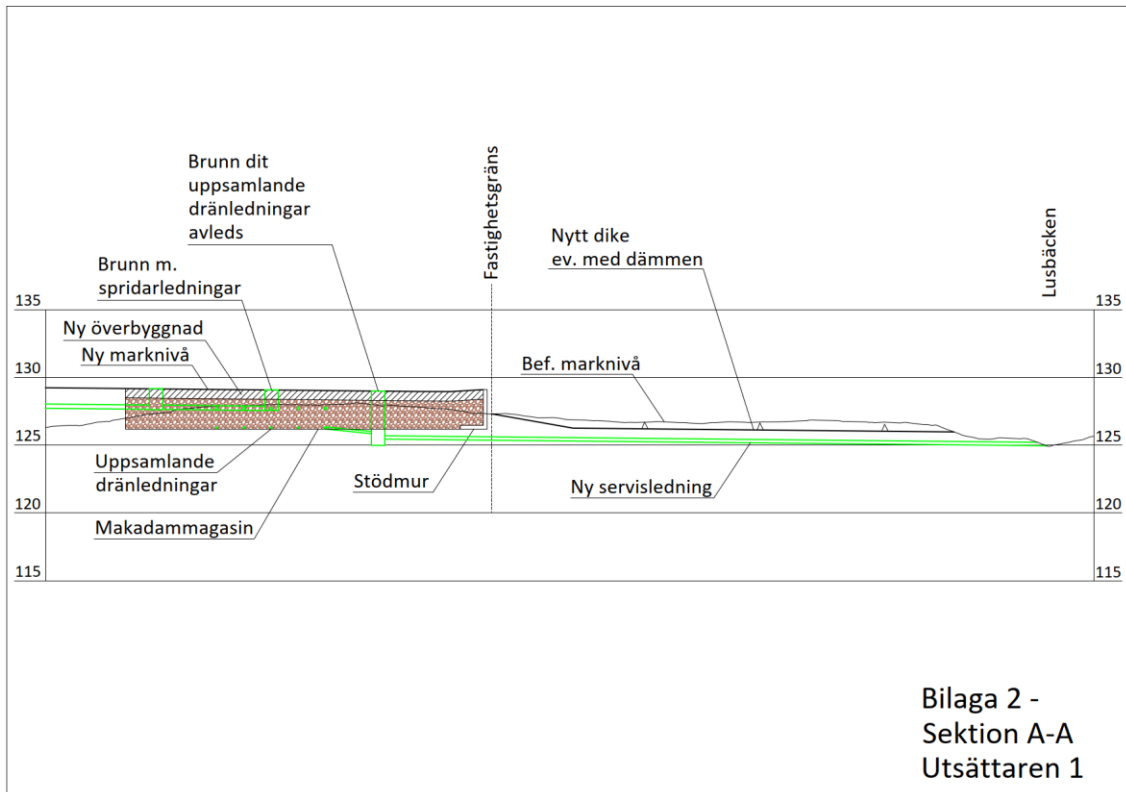 Brunn dit
uppsamlande
dränledningar
avleds
Brunn m.
spridarledningar
Ny överbyggnad
Ny marknivå
Fastighetsgräns
Nytt dike
ev. med dämmen
Lusbäcken
Bef. marknivå
135
135
130
130
125
125
120
120
115
115
Uppsamlande
dränledningar
Makadammagasin
Stödmur
Ny servisledning
Bilaga 2 -
Sektion A-A
Utsättaren 1